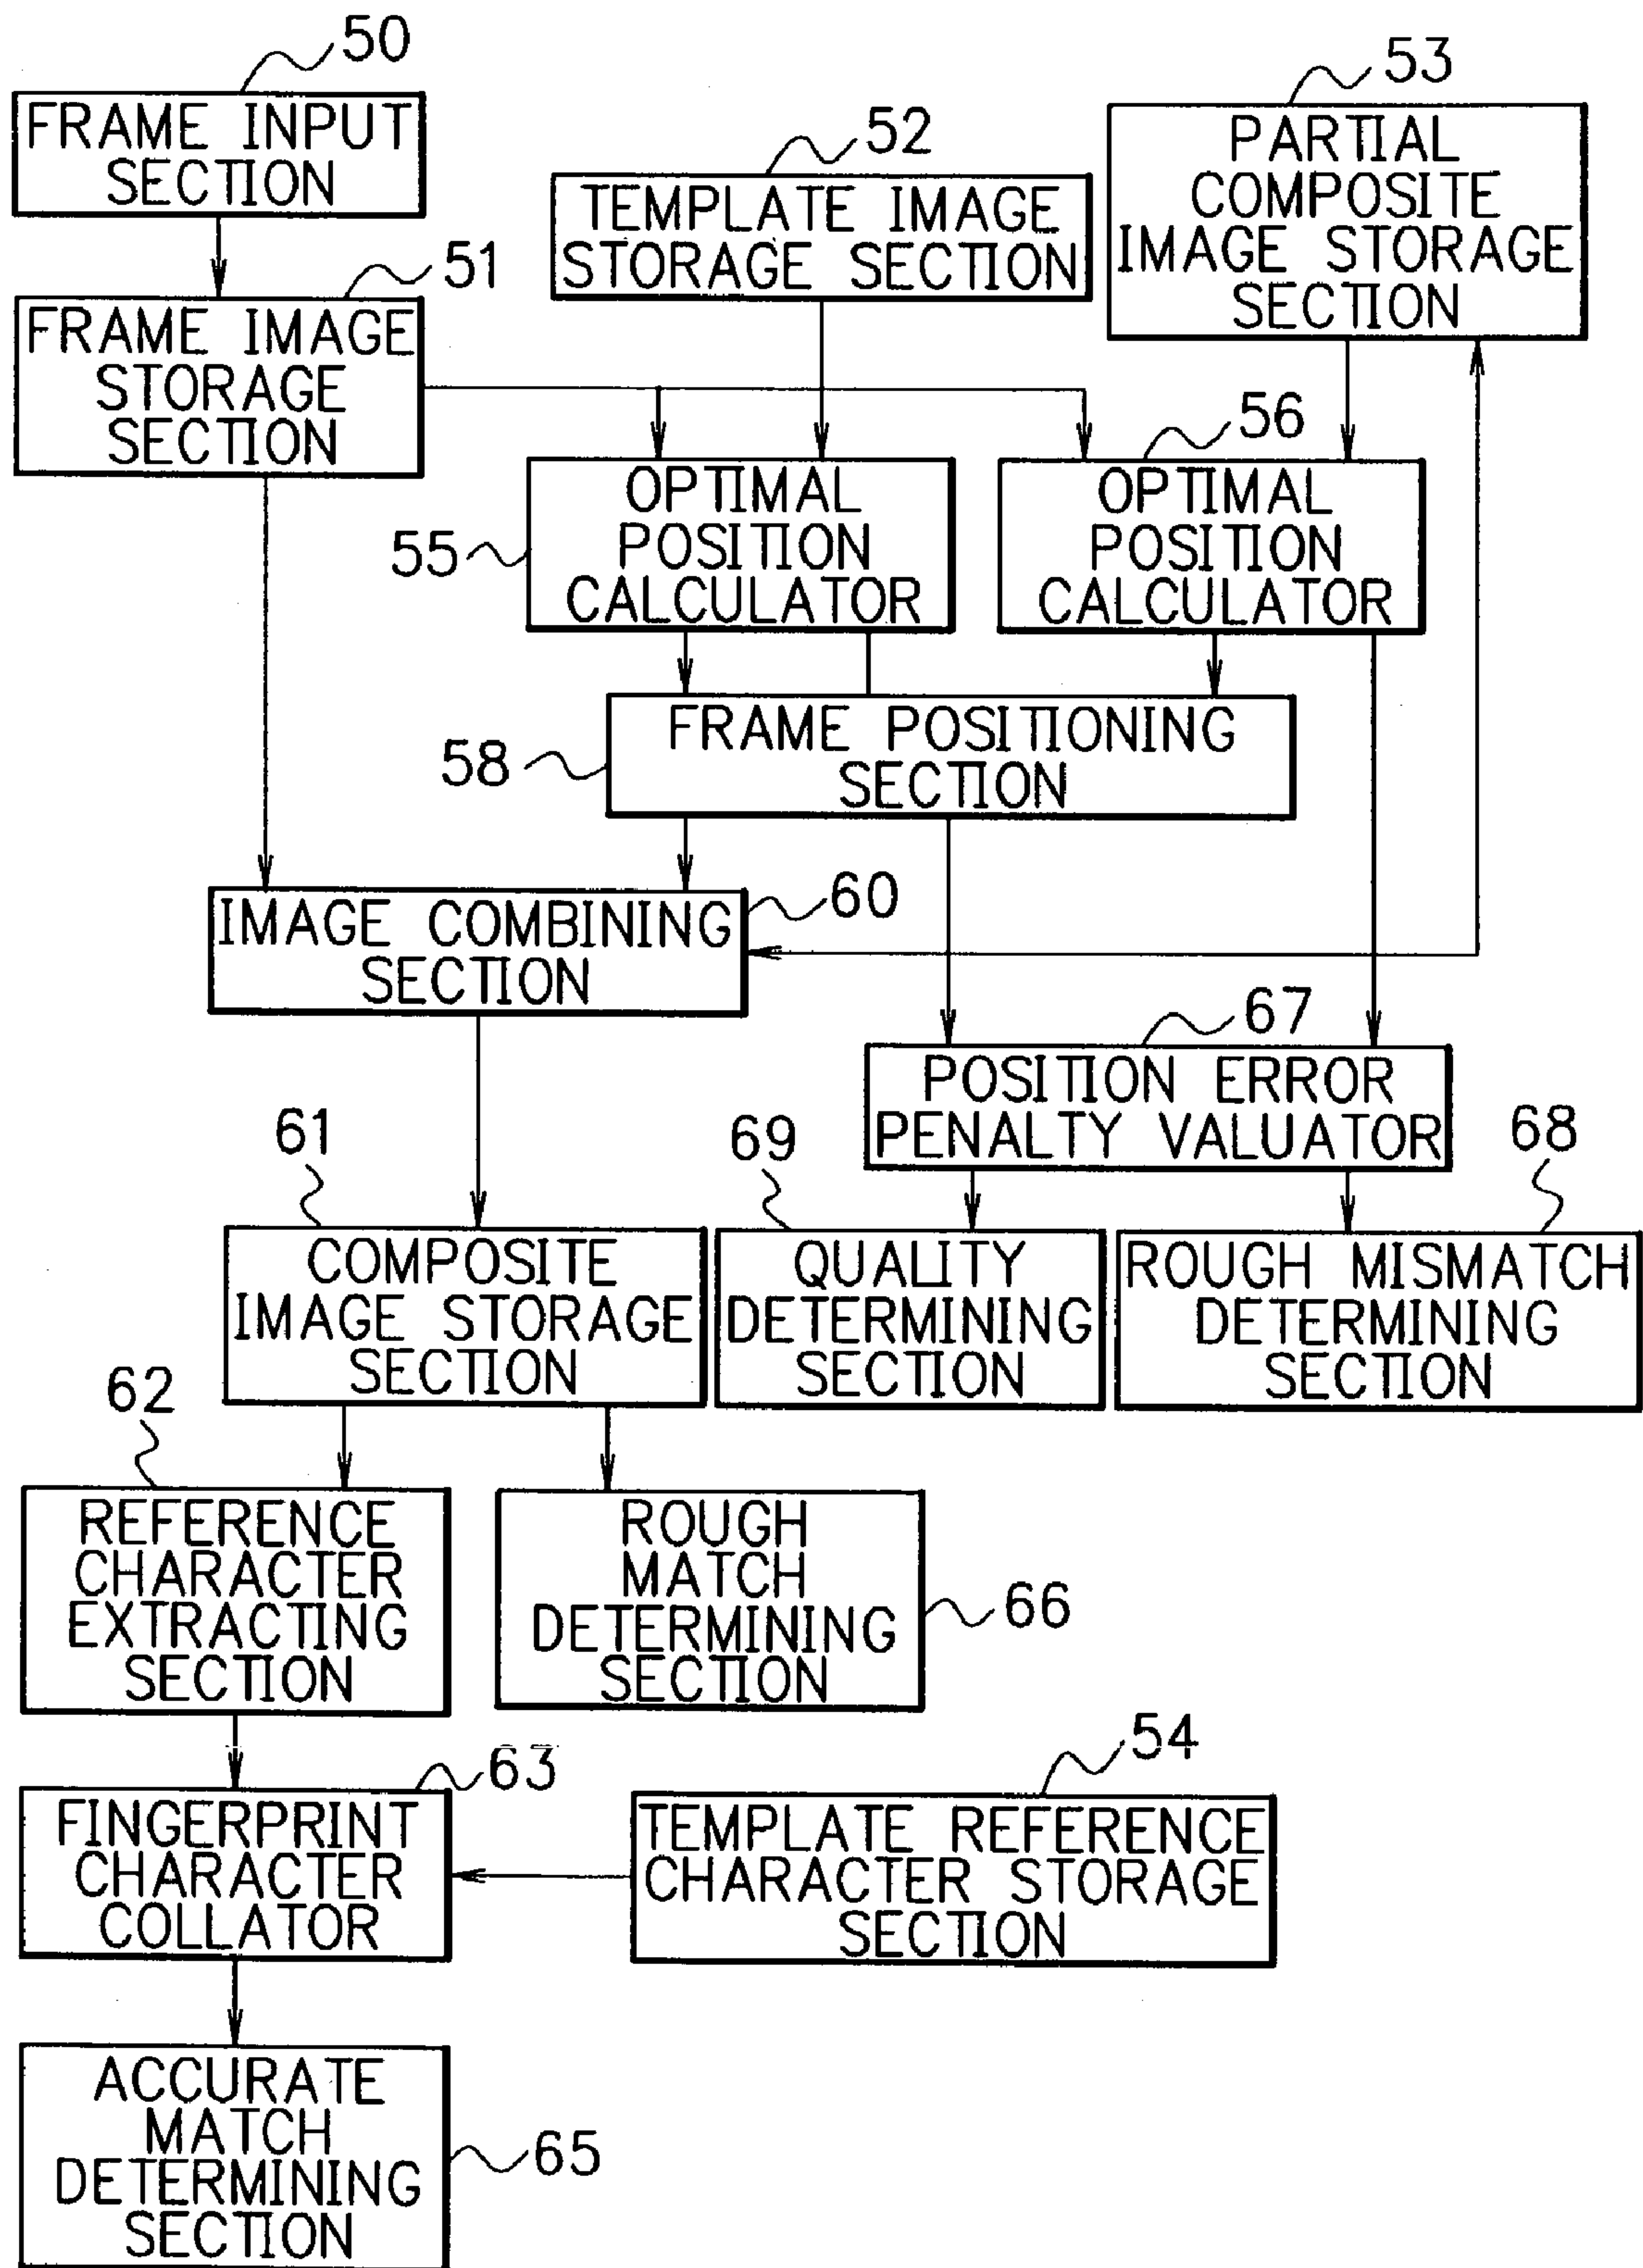 50
FRAME INPUT
SECTION
51
FRAME IMAGE
STORAGE
SECTION
52
TEMPLATE IMAGE
STORAGE SECTION
53
PARTIAL
COMPOSITE
IMAGE STORAGE
SECTION
55
OPTIMAL
POSITION
CALCULATOR
56
OPTIMAL
POSITION
CALCULATOR
58
FRAME POSITIONING
SECTION
60
IMAGE COMBINING
SECTION
67
POSITION ERROR
PENALTY VALUATOR
61
COMPOSITE
IMAGE STORAGE
SECTION
69
QUALITY
DETERMINING
SECTION
68
ROUGH MISMATCH
DETERMINING
SECTION
62
REFERENCE
CHARACTER
EXTRACTING
SECTION
ROUGH
MATCH
DETERMINING
SECTION
66
63
FINGERPRINT
CHARACTER
COLLATOR
54
TEMPLATE REFERENCE
CHARACTER STORAGE
SECTION
ACCURATE
MATCH
DETERMINING
SECTION
65